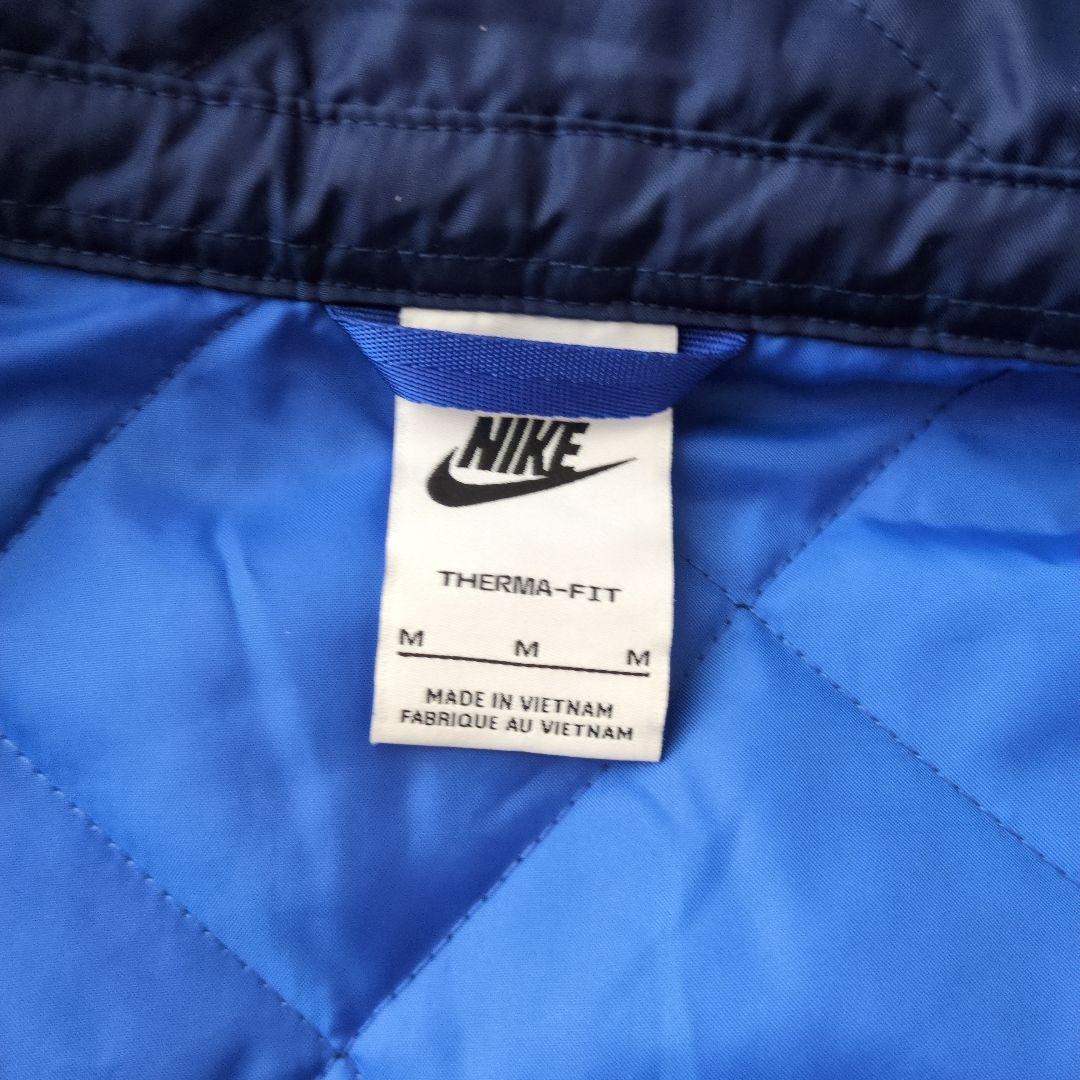 NIKE
THERMA-FIT
M M M
MADE IN VIETNAM
FABRIQUE AU VIETNAM